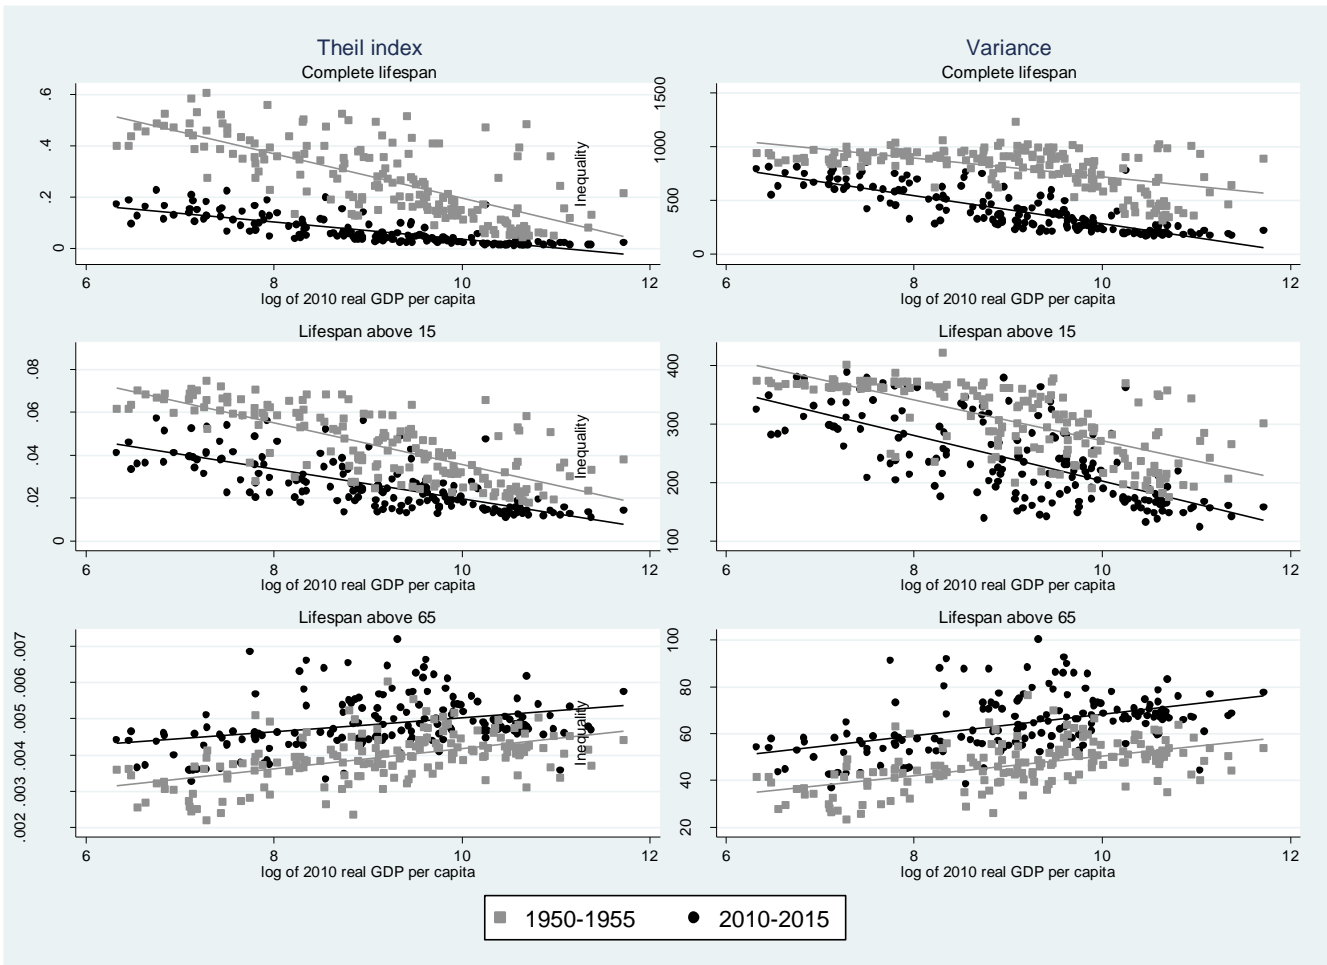 Theil index
Variance
Complete lifespan
Complete lifespan
.6
.4
.2
0
Inequality
1500
1000
500
0
6 8 10 12
6 8 10 12
log of 2010 real GDP per capita
log of 2010 real GDP per capita
Lifespan above 15
Lifespan above 15
.08
.06
.04
.02
0
Inequality
400
300
200
100
6 8 10 12
6 8 10 12
log of 2010 real GDP per capita
log of 2010 real GDP per capita
Lifespan above 65
Lifespan above 65
.002 .003 .004 .005 .006 .007
Inequality
100
80
60
40
20
6 8 10 12
6 8 10 12
log of 2010 real GDP per capita
log of 2010 real GDP per capita
1950-1955 2010-2015